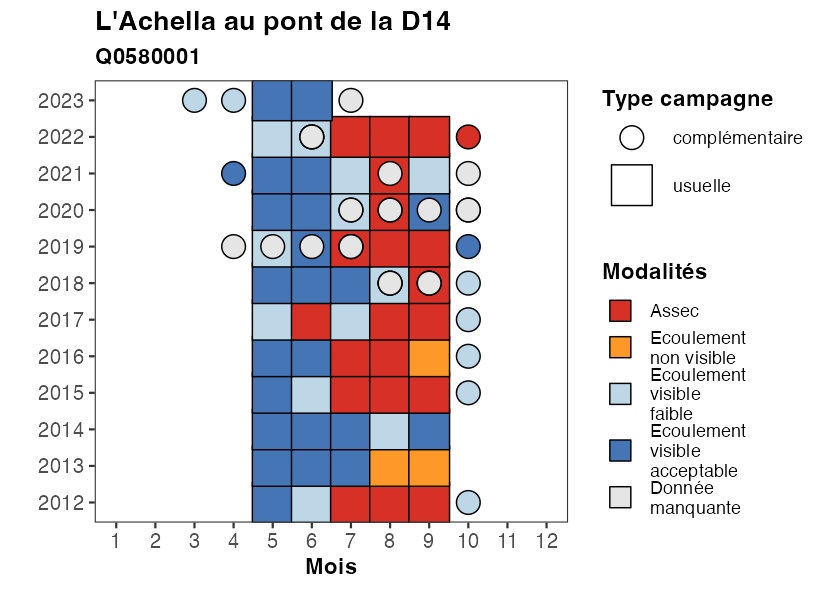 L'Achella au pont de la D14
Q0580001
2023
2022
2021
2020
2019
2018
2017
2016
2015
2014
2013
2012
1 2 3 4 5 6 7 8 9 10 11 12
Mois
Type campagne
complémentaire
usuelle
Modalités
Assec
Ecoulement
non visible
Ecoulement
visible
faible
Ecoulement
visible
acceptable
Donnée
manquante